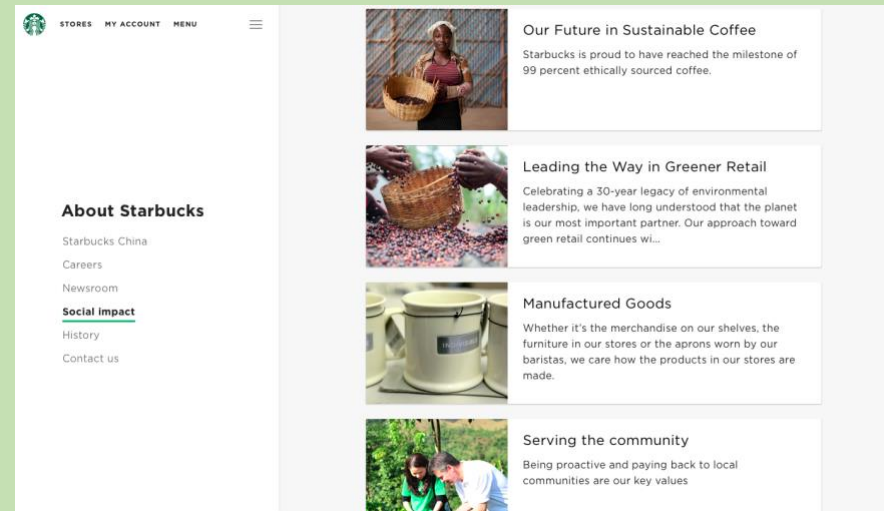 STORES MY ACCOUNT MENU
About Starbucks
Starbucks China
Careers
Newsroom
Social impact
History
Contact us
Our Future in Sustainable Coffee
Starbucks is proud to have reached the milestone of
99 percent ethically sourced coffee.
Leading the Way in Greener Retail
Celebrating a 30-year legacy of environmental
leadership, we have long understood that the planet
is our most important partner. Our approach toward
green retail continues wi...
Manufactured Goods
Whether it's the merchandise on our shelves, the
furniture in our stores or the aprons worn by our
baristas, we care how the products in our stores are
made.
Serving the community
Being proactive and paying back to local
communities are our key values